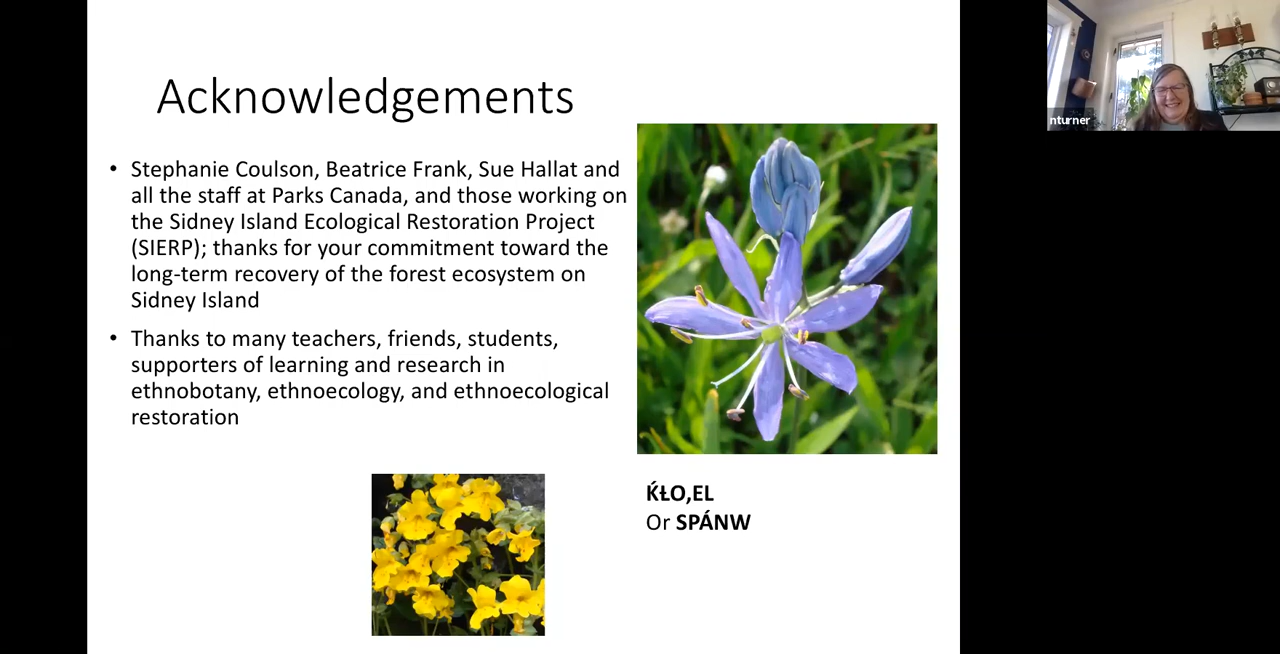 Acknowledgements
• Stephanie Coulson, Beatrice Frank, Sue Hallat and
all the staff at Parks Canada, and those working on
the Sidney Island Ecological Restoration Project
(SIERP); thanks for your commitment toward the
long-term recovery of the forest ecosystem on
Sidney Island
• Thanks to many teachers, friends, students,
supporters of learning and research in
ethnobotany, ethnoecology, and ethnoecological
restoration
ḰŁO,EL
Or SPÁNW
nturner